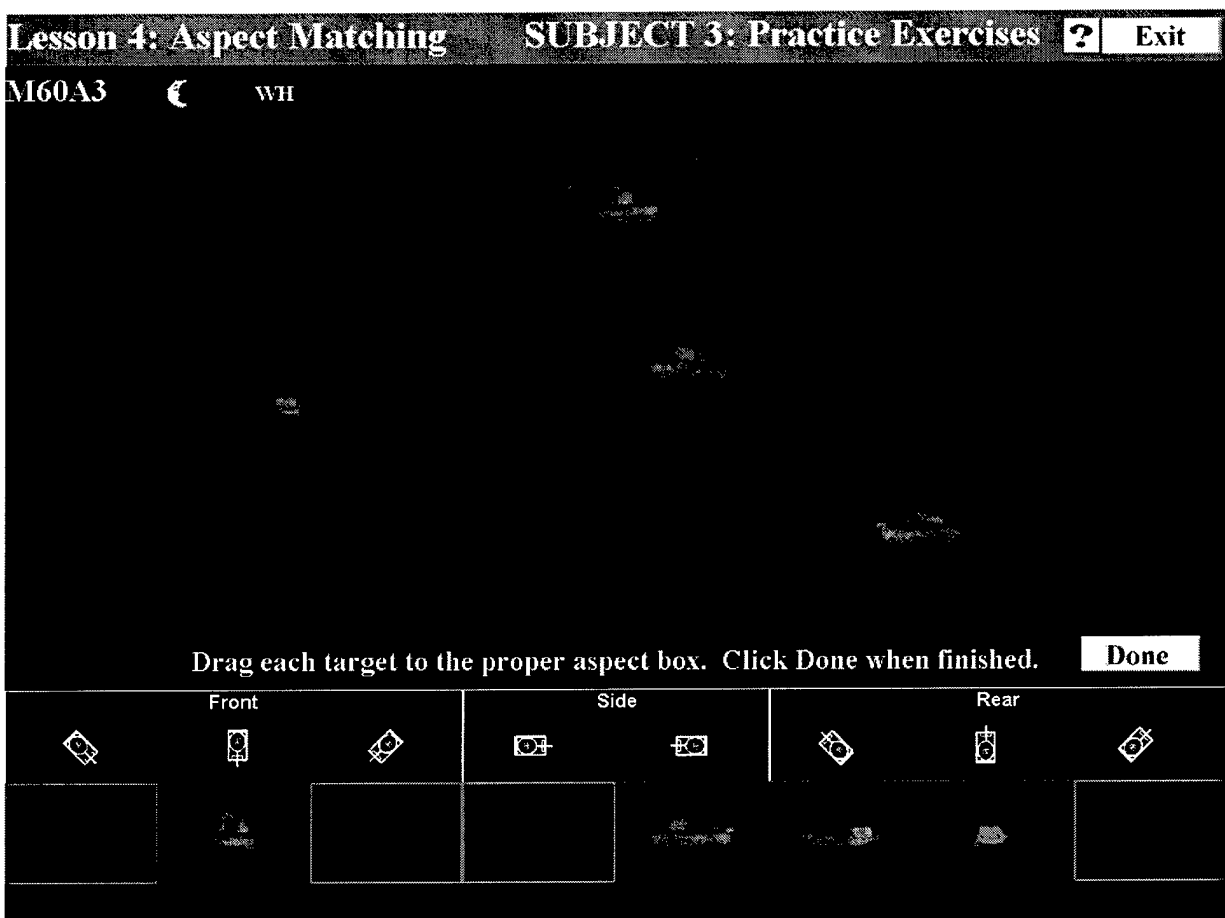 Lesson 4: Aspect Matching SUBJECT 3: Practice Exercises ? Exit
M60A3 WH
Drag each target to the proper aspect box. Click Done when finished. Done
Front Side Rear